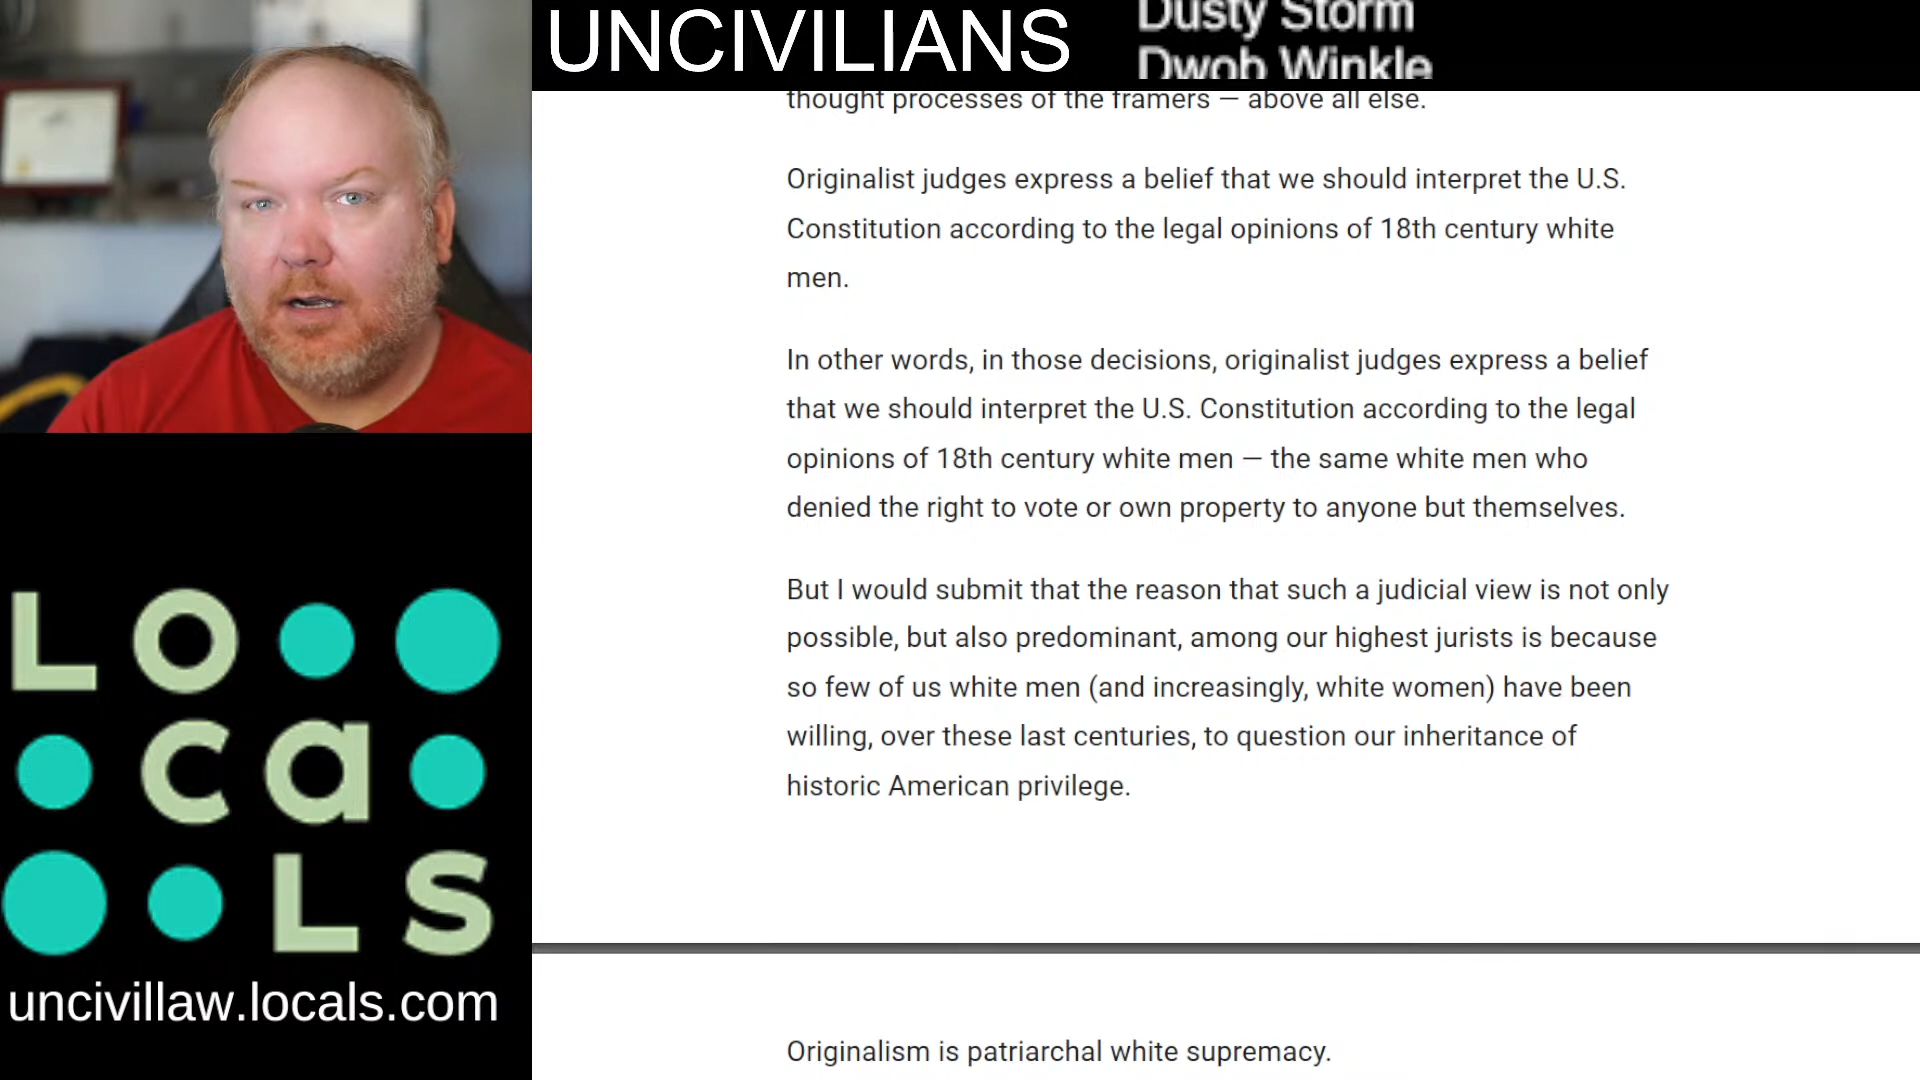 UNCIVILIANS
Dusty Storm
Dwob Winkle
thought processes of the framers — above all else.
Originalist judges express a belief that we should interpret the U.S.
Constitution according to the legal opinions of 18th century white
men.
In other words, in those decisions, originalist judges express a belief
that we should interpret the U.S. Constitution according to the legal
opinions of 18th century white men — the same white men who
denied the right to vote or own property to anyone but themselves.
But I would submit that the reason that such a judicial view is not only
possible, but also predominant, among our highest jurists is because
so few of us white men (and increasingly, white women) have been
willing, over these last centuries, to question our inheritance of
historic American privilege.
Originalism is patriarchal white supremacy.
LO
ca
LS
uncivillaw.locals.com